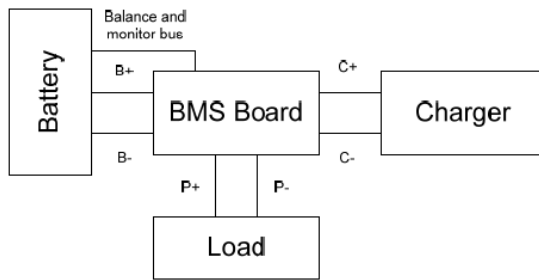 Balance and
monitor bus
B+
C+
Battery
BMS Board
Charger
B-
C-
P+
P-
Load